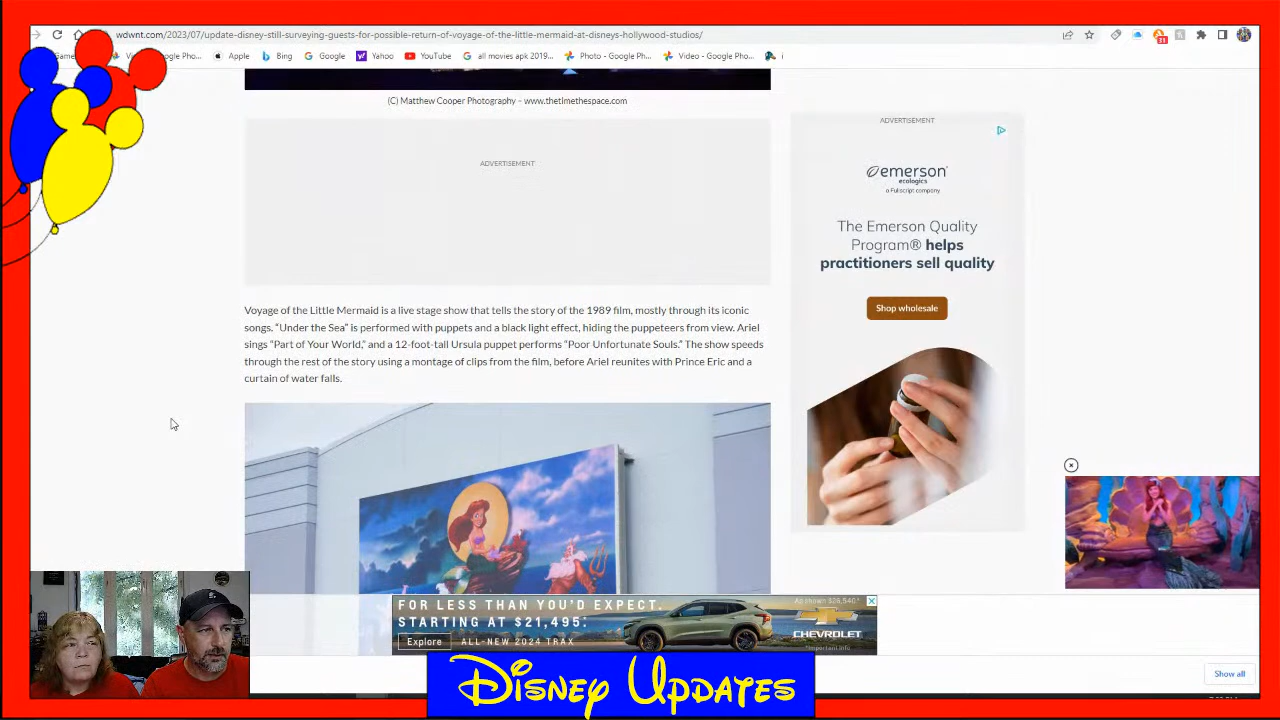 wdwnt.com/2023/07/update-disney-still-surveying-guests-for-possible-return-of-voyage-of-the-little-mermaid-at-disneys-hollywood-studios/
Video - Google Pho...
Apple
Bing
Google
Yahoo
YouTube
all movies apk 2019...
Photo - Google Ph...
Video - Google Pho...
31
(C) Matthew Cooper Photography – www.thetimethespace.com
ADVERTISEMENT
ADVERTISEMENT
emerson
ecologics
a Fullscript company
The Emerson Quality
Program® helps
practitioners sell quality
Shop wholesale
Voyage of the Little Mermaid is a live stage show that tells the story of the 1989 film, mostly through its iconic
songs. “Under the Sea” is performed with puppets and a black light effect, hiding the puppeteers from view. Ariel
sings “Part of Your World,” and a 12-foot-tall Ursula puppet performs “Poor Unfortunate Souls.” The show speeds
through the rest of the story using a montage of clips from the film, before Ariel reunites with Prince Eric and a
curtain of water falls.
FOR LESS THAN YOU'D EXPECT.
STARTING AT $21,495.
Explore
ALL-NEW 2024 TRAX
CHEVROLET
*Important Info
Show all
DISNEY UPDATES